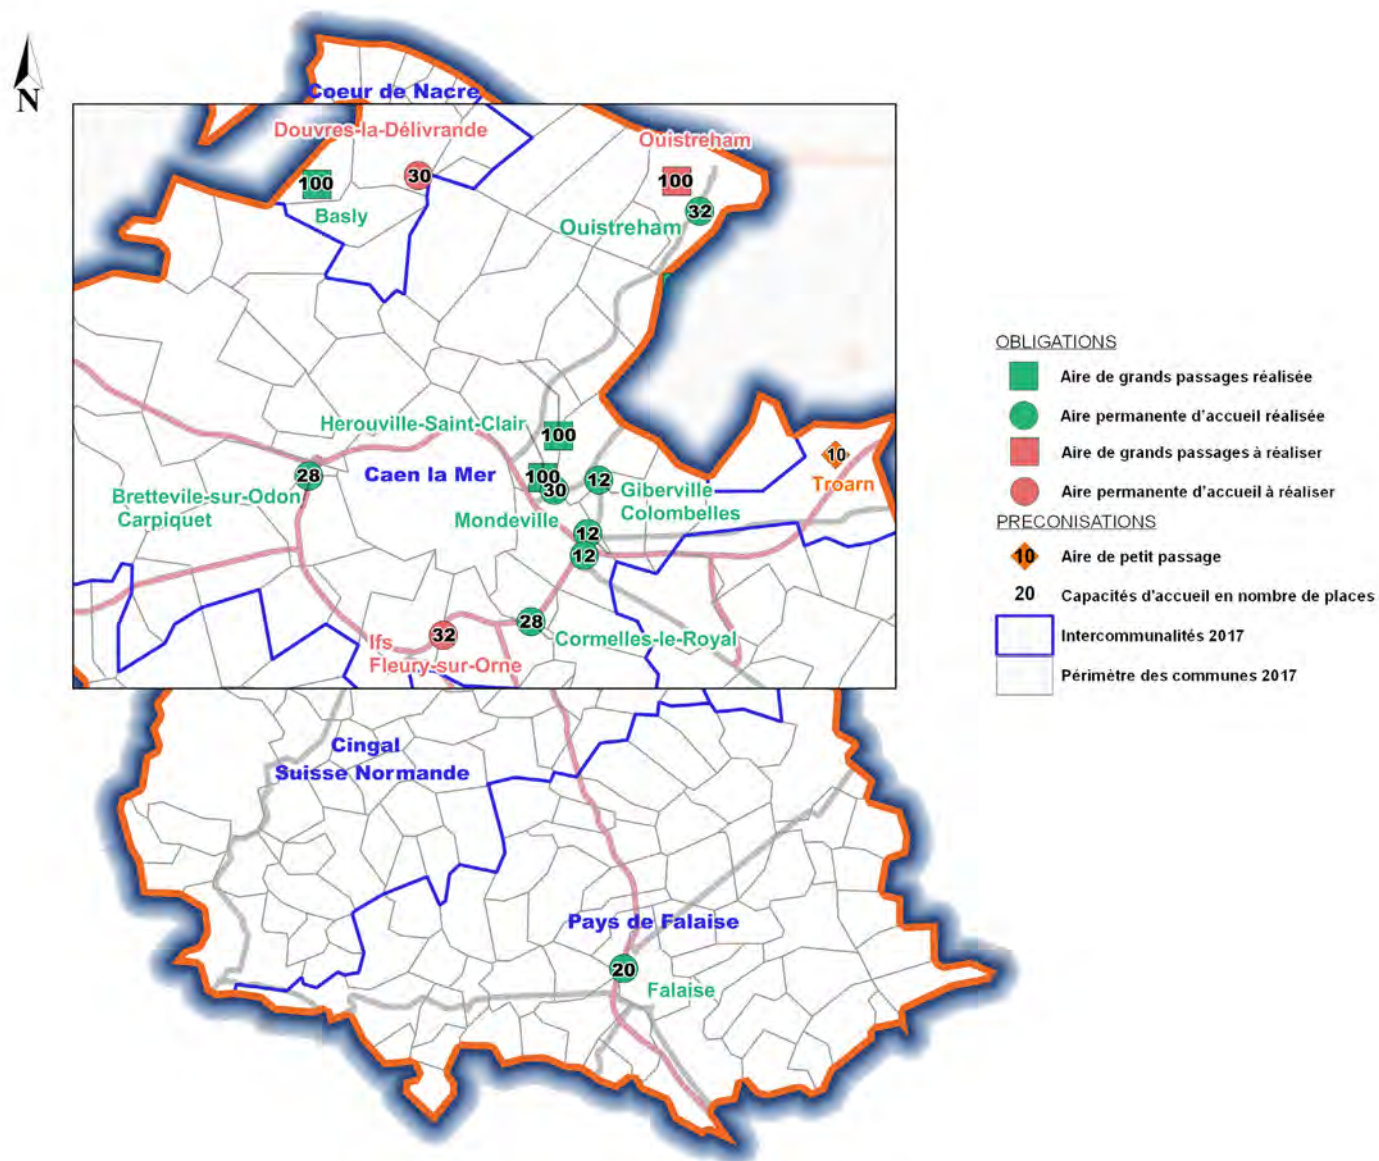 N
Coeur de Nacre
Douvres-la-Délivrande
Ouistreham
100
30
100
32
Basly
Ouistreham
Herouville-Saint-Clair
100
10
28
Caen la Mer
100
30
12
Troarn
Brettevile-sur-Odon
Carpiquet
Giberville
Colombelles
Mondeville
12
12
28
32
Ifs
Fleury-sur-Orne
Cormelles-le-Royal
Cingal
Suisse Normande
Pays de Falaise
20
Falaise
OBLIGATIONS
Aire de grands passages réalisée
Aire permanente d'accueil réalisée
Aire de grands passages à réaliser
Aire permanente d'accueil à réaliser
PRECONISATIONS
10 Aire de petit passage
20 Capacités d'accueil en nombre de places
Intercommunalités 2017
Périmètre des communes 2017